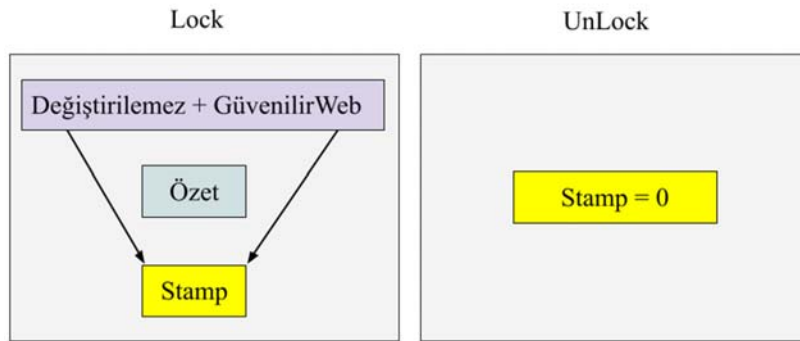 Lock
Değiştirilemez + GüvenilirWeb
Özet
Stamp
UnLock
Stamp = 0